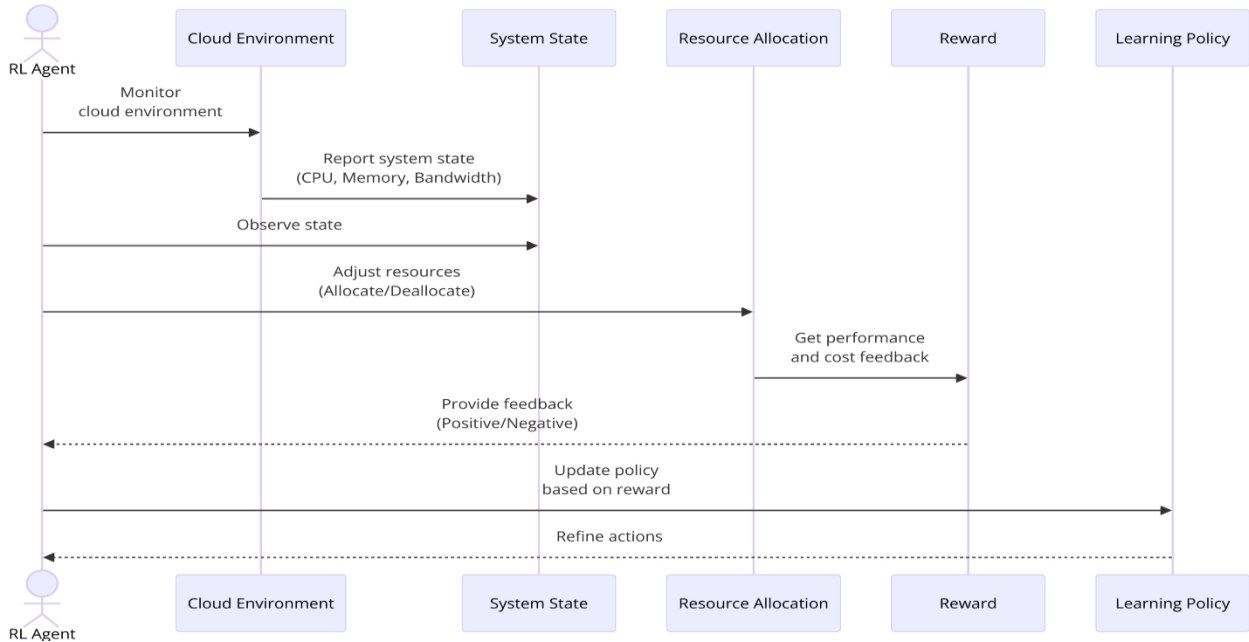 Cloud Environment
System State
Resource Allocation
Reward
Learning Policy
RL Agent
Monitor
cloud environment
Report system state
(CPU, Memory, Bandwidth)
Observe state
Adjust resources
(Allocate/Deallocate)
Get performance
and cost feedback
Provide feedback
(Positive/Negative)
Update policy
based on reward
Refine actions
Cloud Environment
System State
Resource Allocation
Reward
Learning Policy
RL Agent